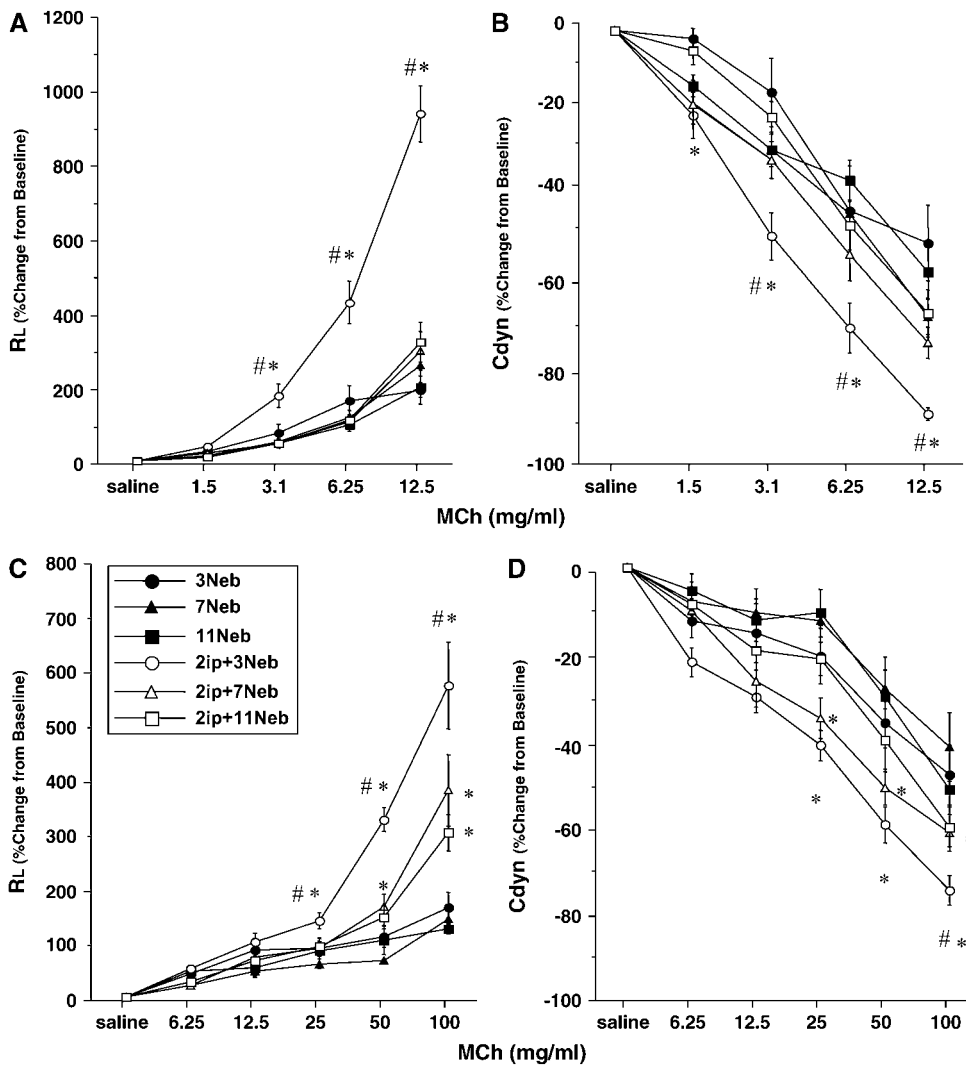 A
RL (%Change from Baseline)
1200
1000
800
600
400
200
0
#*
#*
#*
saline 1.5 3.1 6.25 12.5
B
Cdyn (%Change from Baseline)
0
-20
-40
-60
-80
-100
*
#*
#*
#*
saline 1.5 3.1 6.25 12.5
MCh (mg/ml)
C
RL (%Change from Baseline)
800
700
600
500
400
300
200
100
0
3Neb
7Neb
11Neb
2ip+3Neb
2ip+7Neb
2ip+11Neb
#*
# *
*
*
# *
*
saline 6.25 12.5 25 50 100
D
Cdyn (%Change from Baseline)
0
-20
-40
-60
-80
-100
*
*
*
*
# *
saline 6.25 12.5 25 50 100
MCh (mg/ml)